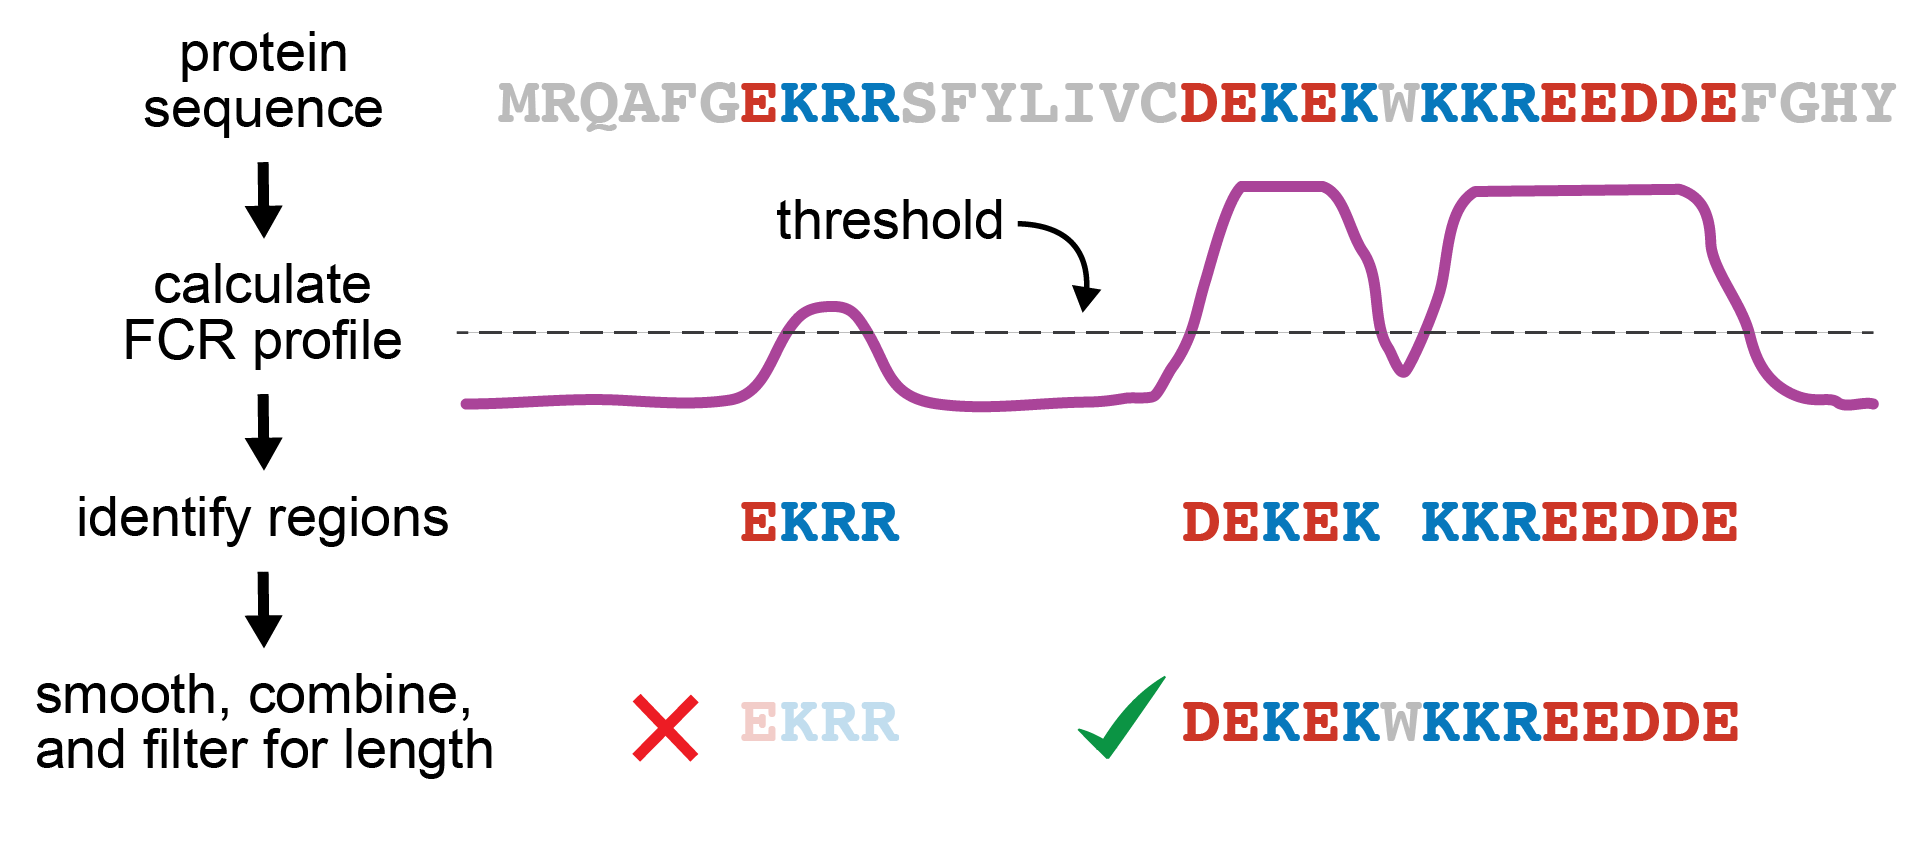 protein
sequence
MRQAFGEKRRSFYLIVCDEKEKWKKREEDDEFGHY
threshold
calculate
FCR profile
identify regions
EKRR DEKEK KKREEDDE
smooth, combine,
and filter for length
EKRR DEKEKWKKREEDDE